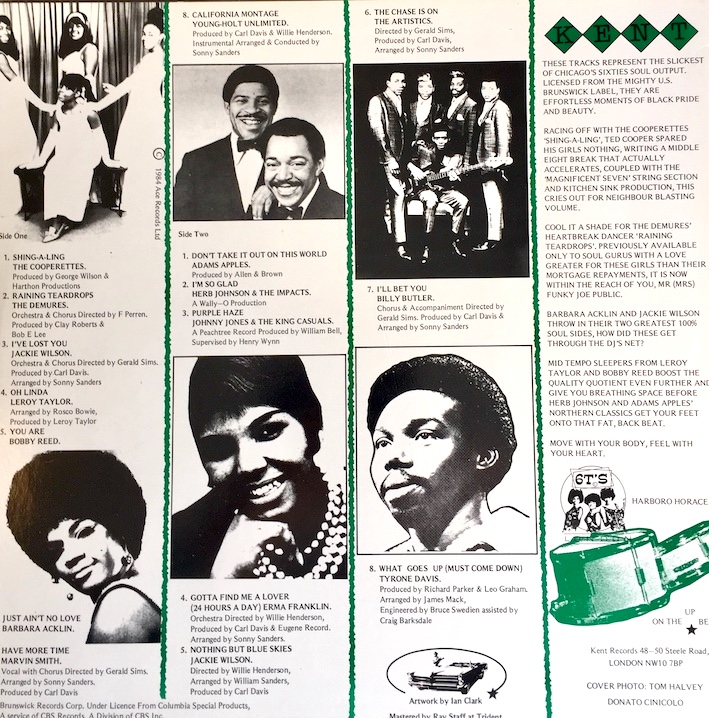 Side One
1. SHING-A-LING
THE COOPERETTES.
Produced by George Wilson &
Harthon Productions
2. RAINING TEARDROPS
THE DEMURES.
Orchestra & Chorus Directed by F Perren.
Produced by Clay Roberts &
Bob E Lee
3. I'VE LOST YOU
JACKIE WILSON.
Orchestra & Chorus Directed by Gerald Sims.
Produced by Carl Davis.
Arranged by Sonny Sanders
4. OH LINDA
LEROY TAYLOR.
Arranged by Rosco Bowie,
Produced by Leroy Taylor
5. YOU ARE
BOBBY REED.
JUST AIN'T NO LOVE
BARBARA ACKLIN.
HAVE MORE TIME
MARVIN SMITH.
Vocal with Chorus Directed by Gerald Sims.
Arranged by Sonny Sanders.
Produced by Carl Davis
Brunswick Records Corp. Under Licence From Columbia Special Products,
A service of CBS Records, A Division of CBS Inc.
© 1984 Ace Records Ltd
8. CALIFORNIA MONTAGE
YOUNG-HOLT UNLIMITED.
Produced by Carl Davis & Willie Henderson.
Instrumental Arranged & Conducted by
Sonny Sanders
Side Two
1. DON'T TAKE IT OUT ON THIS WORLD
ADAMS APPLES.
Produced by Allen & Brown
2. I'M SO GLAD
HERB JOHNSON & THE IMPACTS.
A Wally-O Production
3. PURPLE HAZE
JOHNNY JONES & THE KING CASUALS.
A Peachtree Record Produced by William Bell,
Supervised by Henry Wynn
4. GOTTA FIND ME A LOVER
(24 HOURS A DAY) ERMA FRANKLIN.
Orchestra Directed by Willie Henderson,
Produced by Carl Davis & Eugene Record.
Arranged by Sonny Sanders.
5. NOTHING BUT BLUE SKIES
JACKIE WILSON.
Directed by Willie Henderson,
Arranged by William Sanders,
Produced by Carl Davis
6. THE CHASE IS ON
THE ARTISTICS.
Directed by Gerald Sims,
Produced by Carl Davis,
Arranged by Sonny Sanders
7. I'LL BET YOU
BILLY BUTLER.
Chorus & Accompaniment Directed by
Gerald Sims. Produced by Carl Davis &
Arranged by Sonny Sanders
8. WHAT GOES UP (MUST COME DOWN)
TYRONE DAVIS.
Produced by Richard Parker & Leo Graham.
Arranged by James Mack,
Engineered by Bruce Swedien assisted by
Craig Barksdale
Artwork by Ian Clark
Mastered by Ray Staff at Trident
KENT
THESE TRACKS REPRESENT THE SLICKEST
OF CHICAGO'S SIXTIES SOUL OUTPUT.
LICENSED FROM THE MIGHTY U.S.
BRUNSWICK LABEL, THEY ARE
EFFORTLESS MOMENTS OF BLACK PRIDE
AND BEAUTY.
RACING OFF WITH THE COOPERETTES
'SHING-A-LING', TED COOPER SPARED
HIS GIRLS NOTHING, WRITING A MIDDLE
EIGHT BREAK THAT ACTUALLY
ACCELERATES, COUPLED WITH THE
'MAGNIFICENT SEVEN' STRING SECTION
AND KITCHEN SINK PRODUCTION, THIS
CRIES OUT FOR NEIGHBOUR BLASTING
VOLUME.
COOL IT A SHADE FOR THE DEMURES'
HEARTBREAK DANCER 'RAINING
TEARDROPS'. PREVIOUSLY AVAILABLE
ONLY TO SOUL GURUS WITH A LOVE
GREATER FOR THESE GIRLS THAN THEIR
MORTGAGE REPAYMENTS, IT IS NOW
WITHIN THE REACH OF YOU, MR (MRS)
FUNKY JOE PUBLIC.
BARBARA ACKLIN AND JACKIE WILSON
THROW IN THEIR TWO GREATEST 100%
SOUL SIDES, HOW DID THESE GET
THROUGH THE DJ'S NET?
MID TEMPO SLEEPERS FROM LEROY
TAYLOR AND BOBBY REED BOOST THE
QUALITY QUOTIENT EVEN FURTHER AND
GIVE YOU BREATHING SPACE BEFORE
HERB JOHNSON AND ADAMS APPLES'
NORTHERN CLASSICS GET YOUR FEET
ONTO THAT FAT, BACK BEAT.
MOVE WITH YOUR BODY, FEEL WITH
YOUR HEART.
6T'S
HARBORO HORACE
UP
ON THE BE
Kent Records 48-50 Steele Road,
LONDON NW10 7BP
COVER PHOTO: TOM HALVEY
DONATO CINICOLO